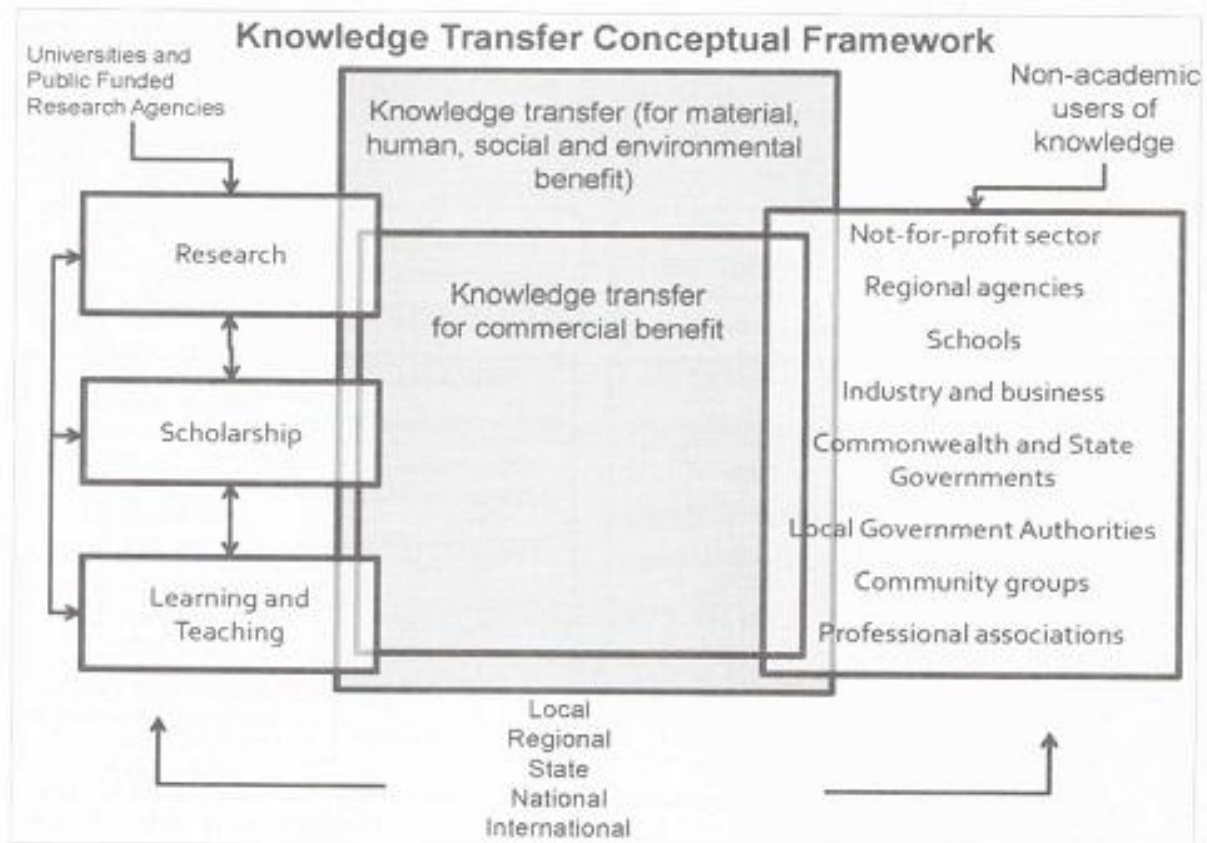 Knowledge Transfer Conceptual Framework
Universities and
Public Funded
Research Agencies
Knowledge transfer (for material,
human, social and environmental
benefit)
Non-academic
users of
knowledge
Research
Scholarship
Learning and
Teaching
Knowledge transfer
for commercial benefit
Not-for-profit sector
Regional agencies
Schools
Industry and business
Commonwealth and State
Governments
Local Government Authorities
Community groups
Professional associations
Local
Regional
State
National
International